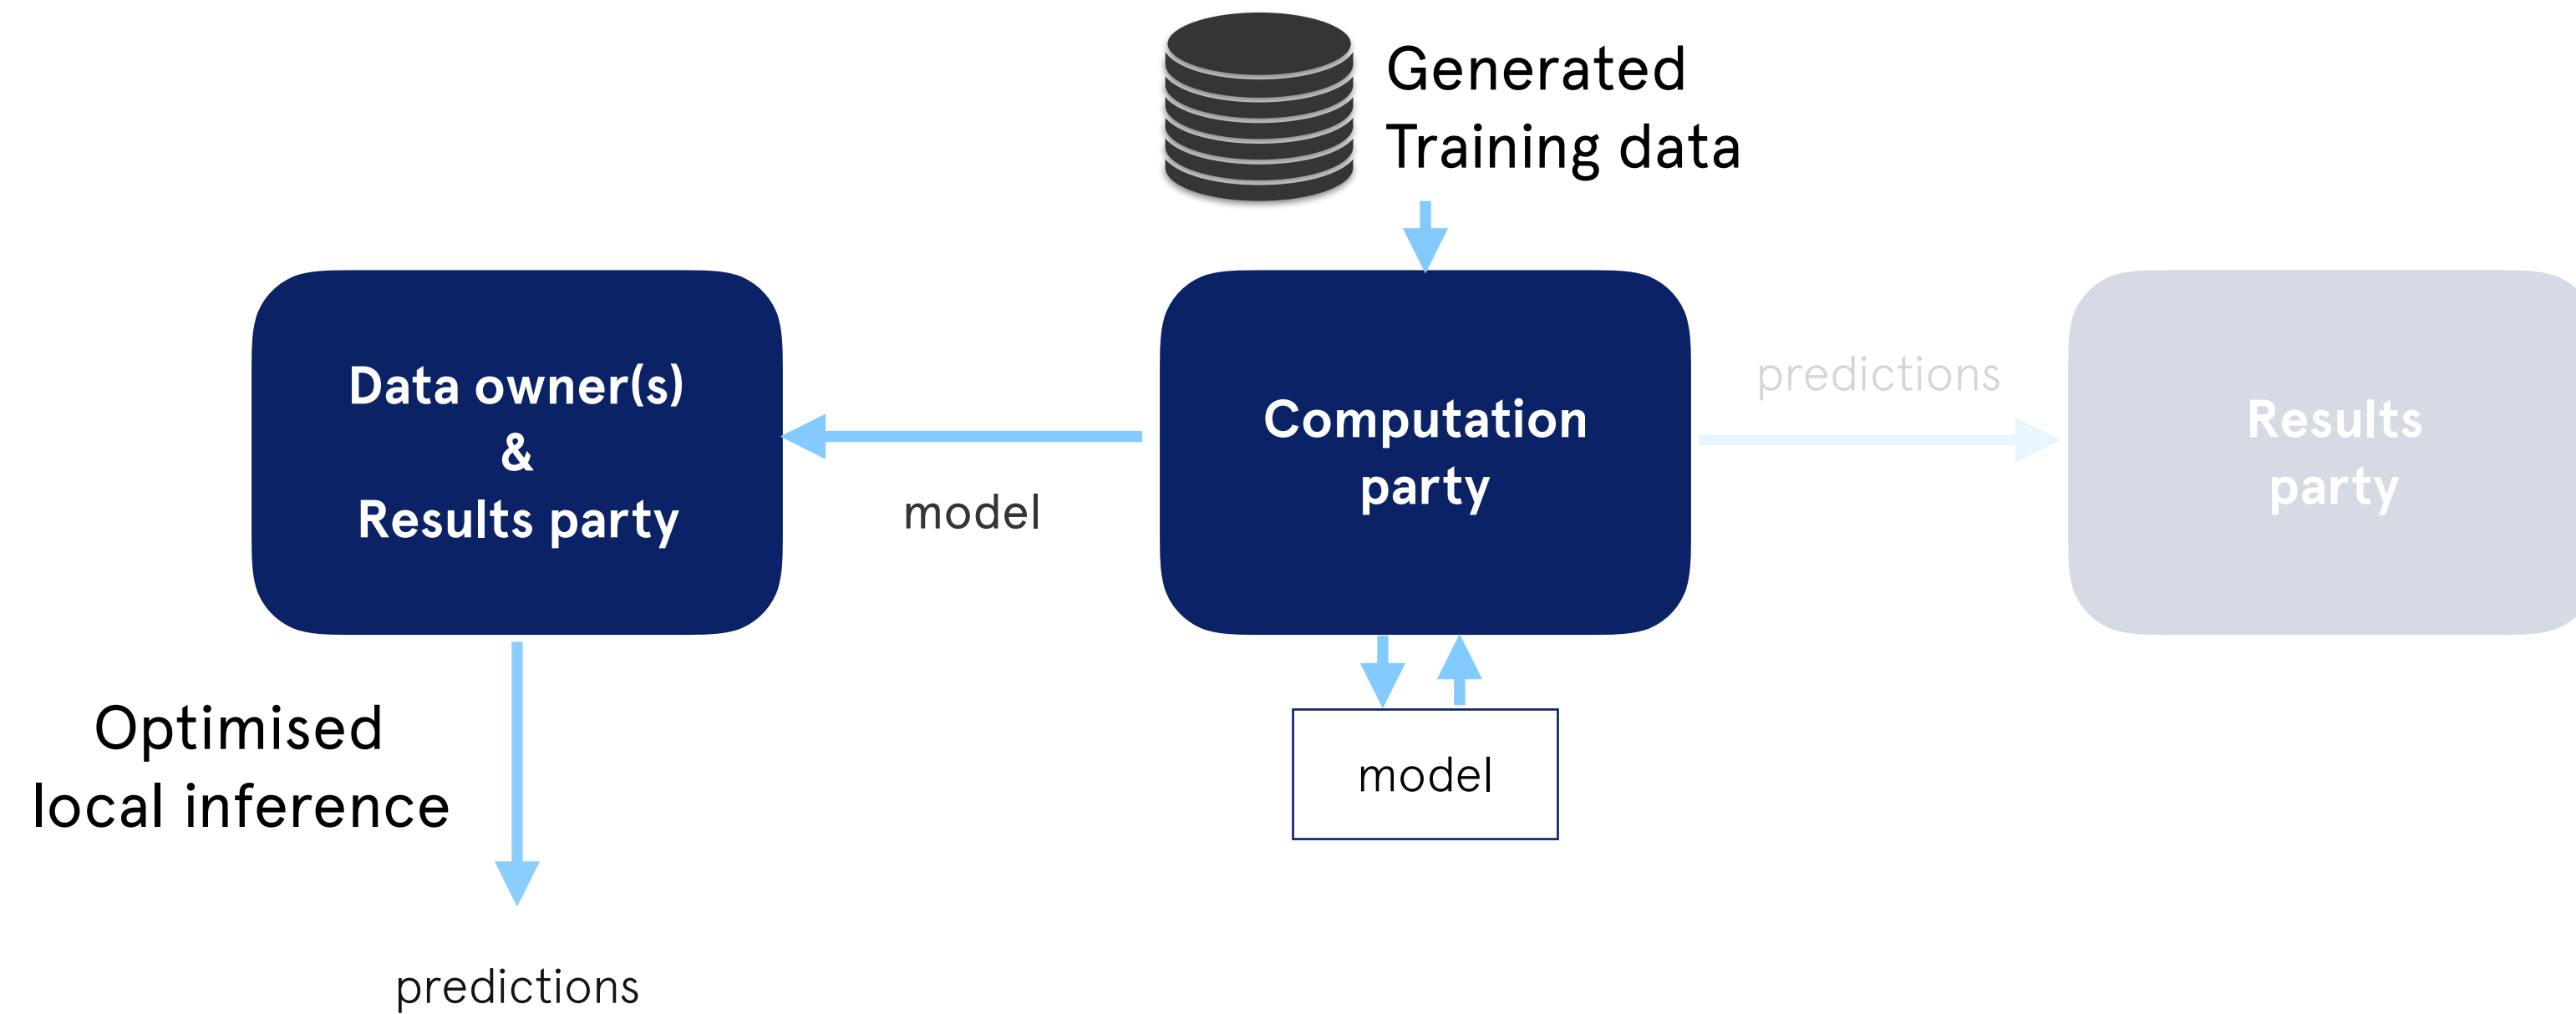 Generated
Training data
Data owner(s)
&
Results party
model
Computation
party
predictions
Results
party
model
Optimised
local inference
predictions